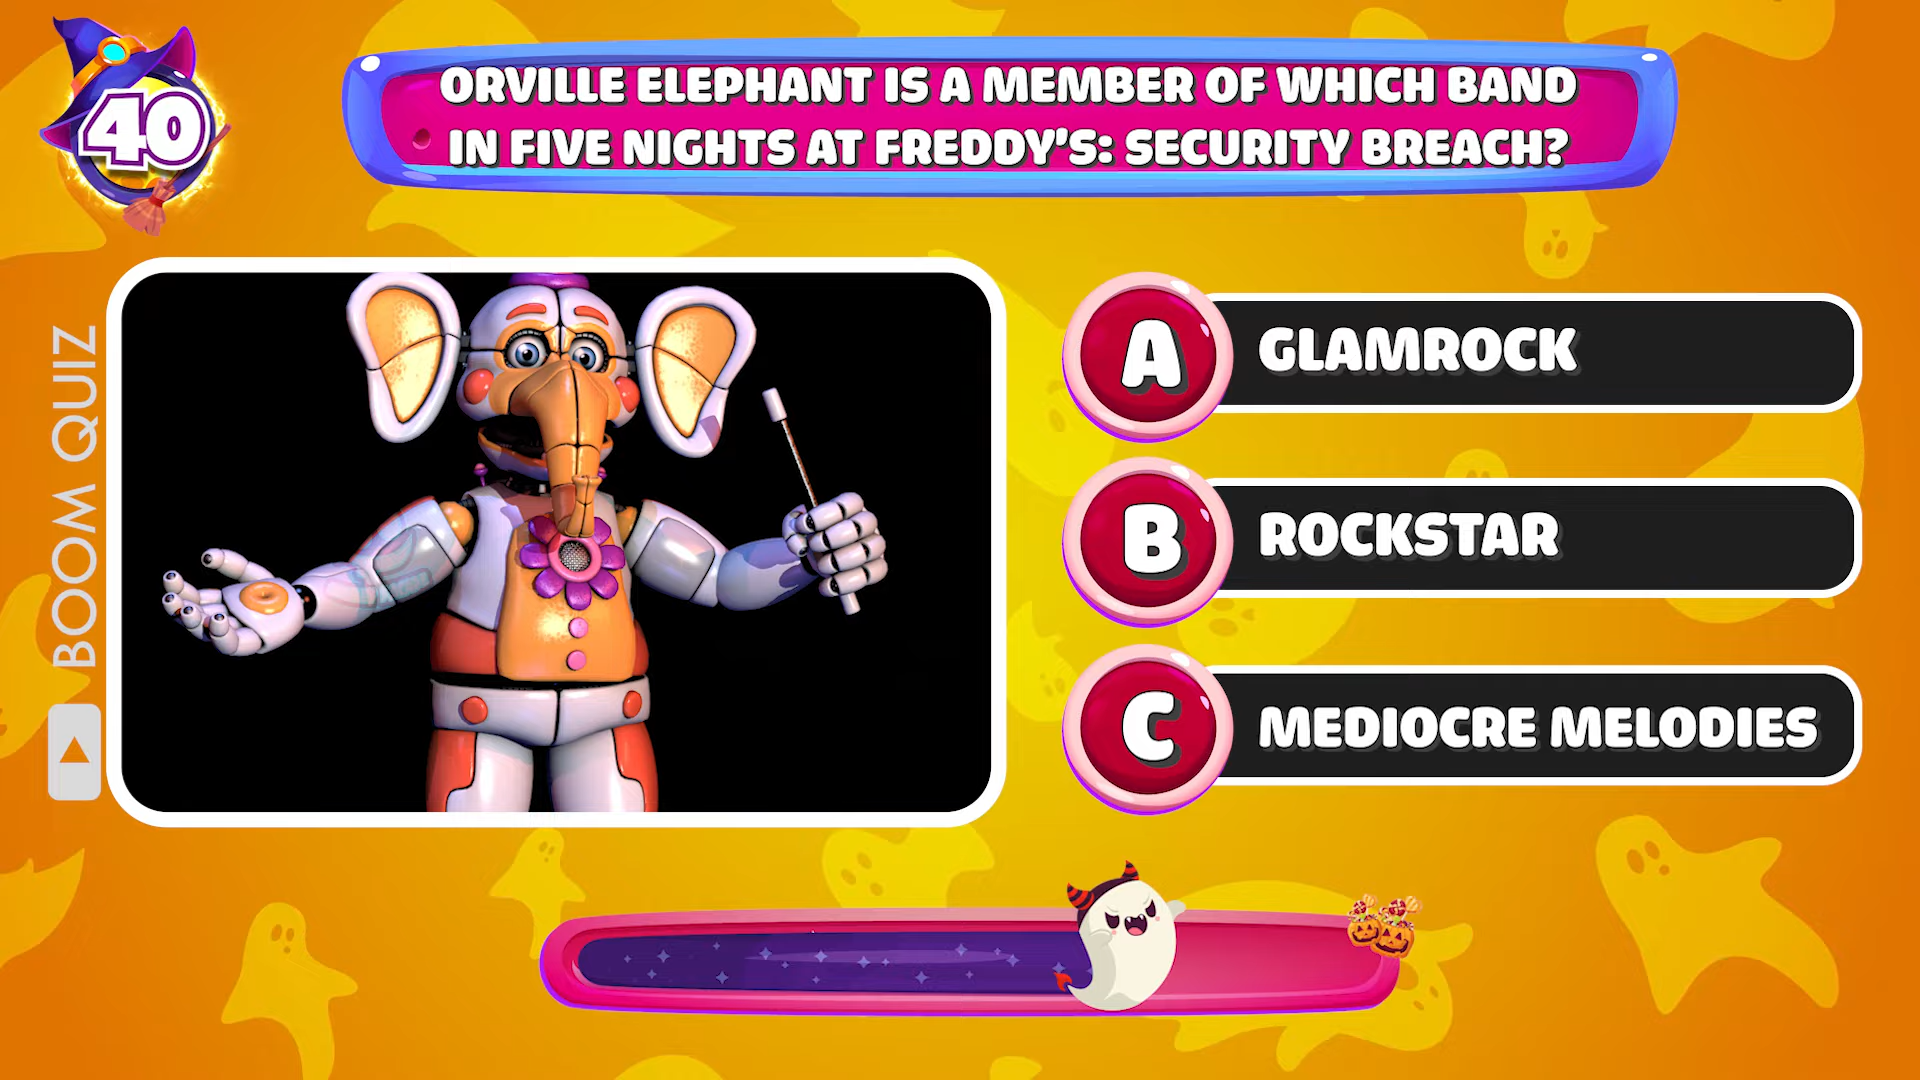 40
ORVILLE ELEPHANT IS A MEMBER OF WHICH BAND
IN FIVE NIGHTS AT FREDDY'S: SECURITY BREACH?
BOOM QUIZ
A GLAMROCK
B ROCKSTAR
C MEDIOCRE MELODIES